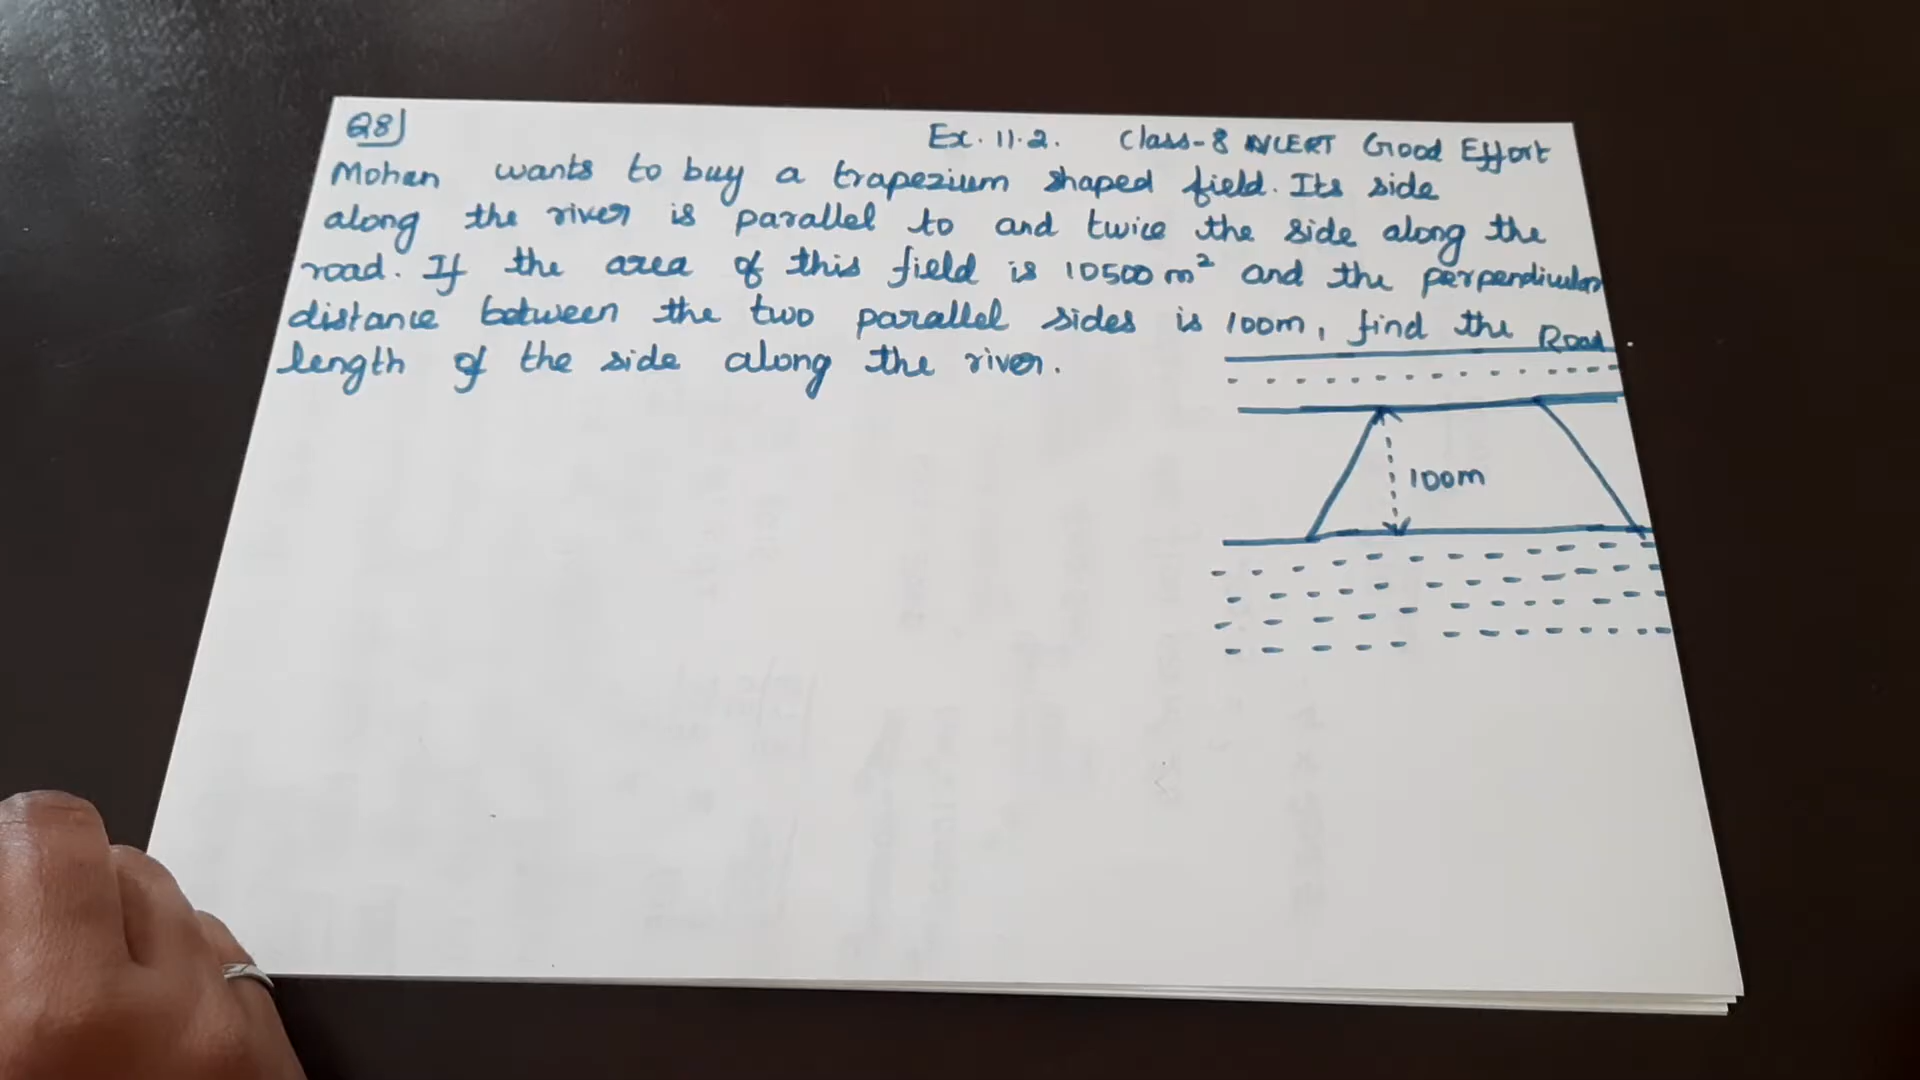 Q8)
Ex. 11.2. Class-8 NCERT Good Effort
Mohan wants to buy a trapezium shaped field. Its side
along the river is parallel to and twice the side along the
road. If the area of this field is 10500 m² and the perpendicular
distance between the two parallel sides is 100m, find the
length of the side along the river.
Road
100m